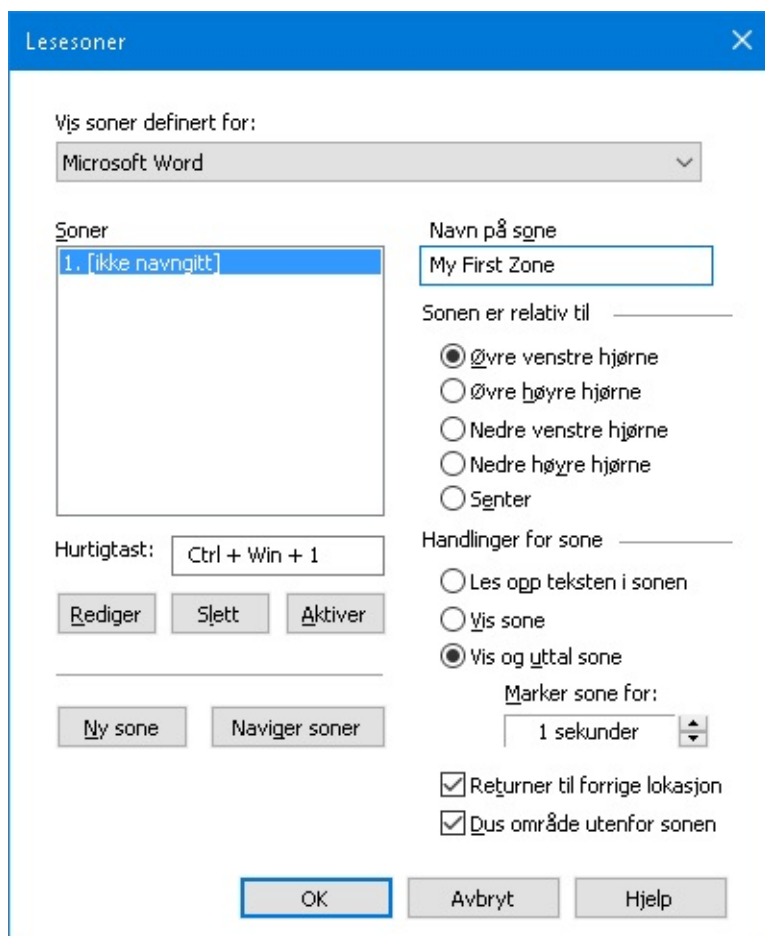 Lesesoner
Vis soner definert for:
Microsoft Word
Soner
1. [ikke navngitt]
Hurtigtast:
Ctrl + Win + 1
Rediger
Slett
Aktiver
Ny sone
Naviger soner
Navn på sone
My First Zone
Sonen er relativ til
Øvre venstre hjørne
Øvre høyre hjørne
Nedre venstre hjørne
Nedre høyre hjørne
Senter
Handlinger for sone
Les opp teksten i sonen
Vis sone
Vis og uttal sone
Marker sone for:
1 sekunder
Returner til forrige lokasjon
Dus område utenfor sonen
OK
Avbryt
Hjelp